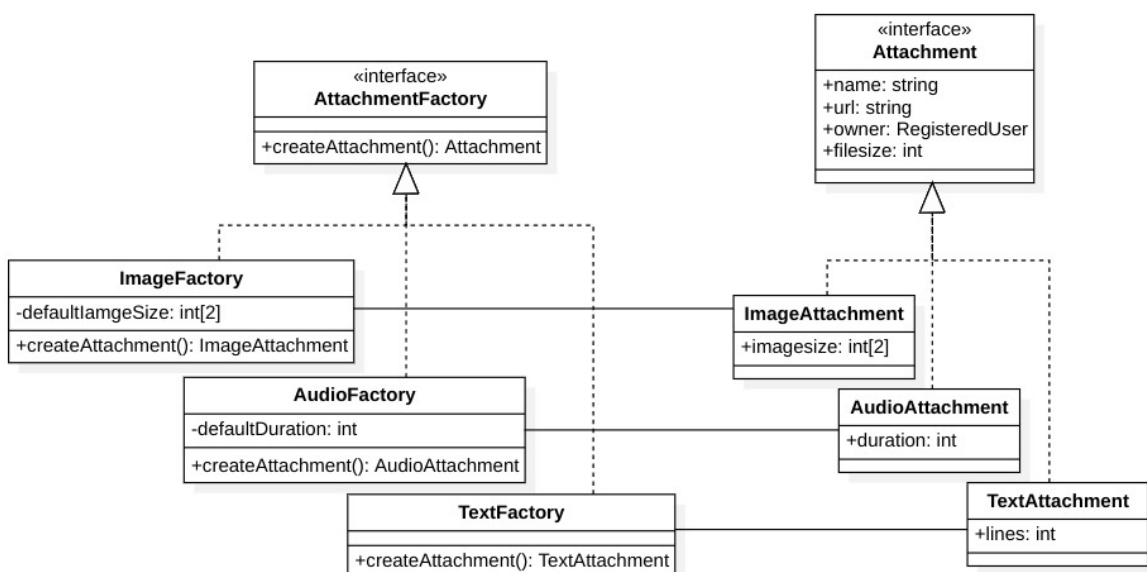 «interface»
Attachment
+name: string
+url: string
+owner: RegisteredUser
+filesize: int
«interface»
AttachmentFactory
+createAttachment(): Attachment
ImageFactory
-defaultIamgeSize: int[2]
+createAttachment(): ImageAttachment
ImageAttachment
+imagesize: int[2]
AudioFactory
-defaultDuration: int
+createAttachment(): AudioAttachment
AudioAttachment
+duration: int
TextFactory
+createAttachment(): TextAttachment
TextAttachment
+lines: int